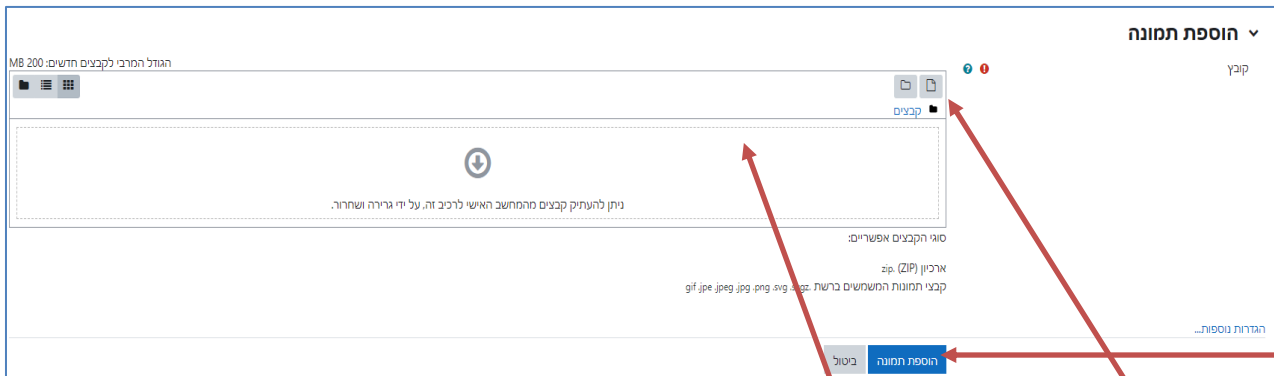 הוספת תמונה
קובץ
הגודל המרבי לקבצים חדשים: 200 MB
קבצים
ניתן להעתיק קבצים מהמחשב האישי לרכיב זה, על ידי גרירה ושחרור.
סוגי הקבצים אפשריים:
ארכיון (ZIP) .zip
קבצי תמונות המשמשים ברשת .gif .jpe .jpeg .jpg .png .svg
הגדרות נוספות...
הוספת תמונה
ביטול